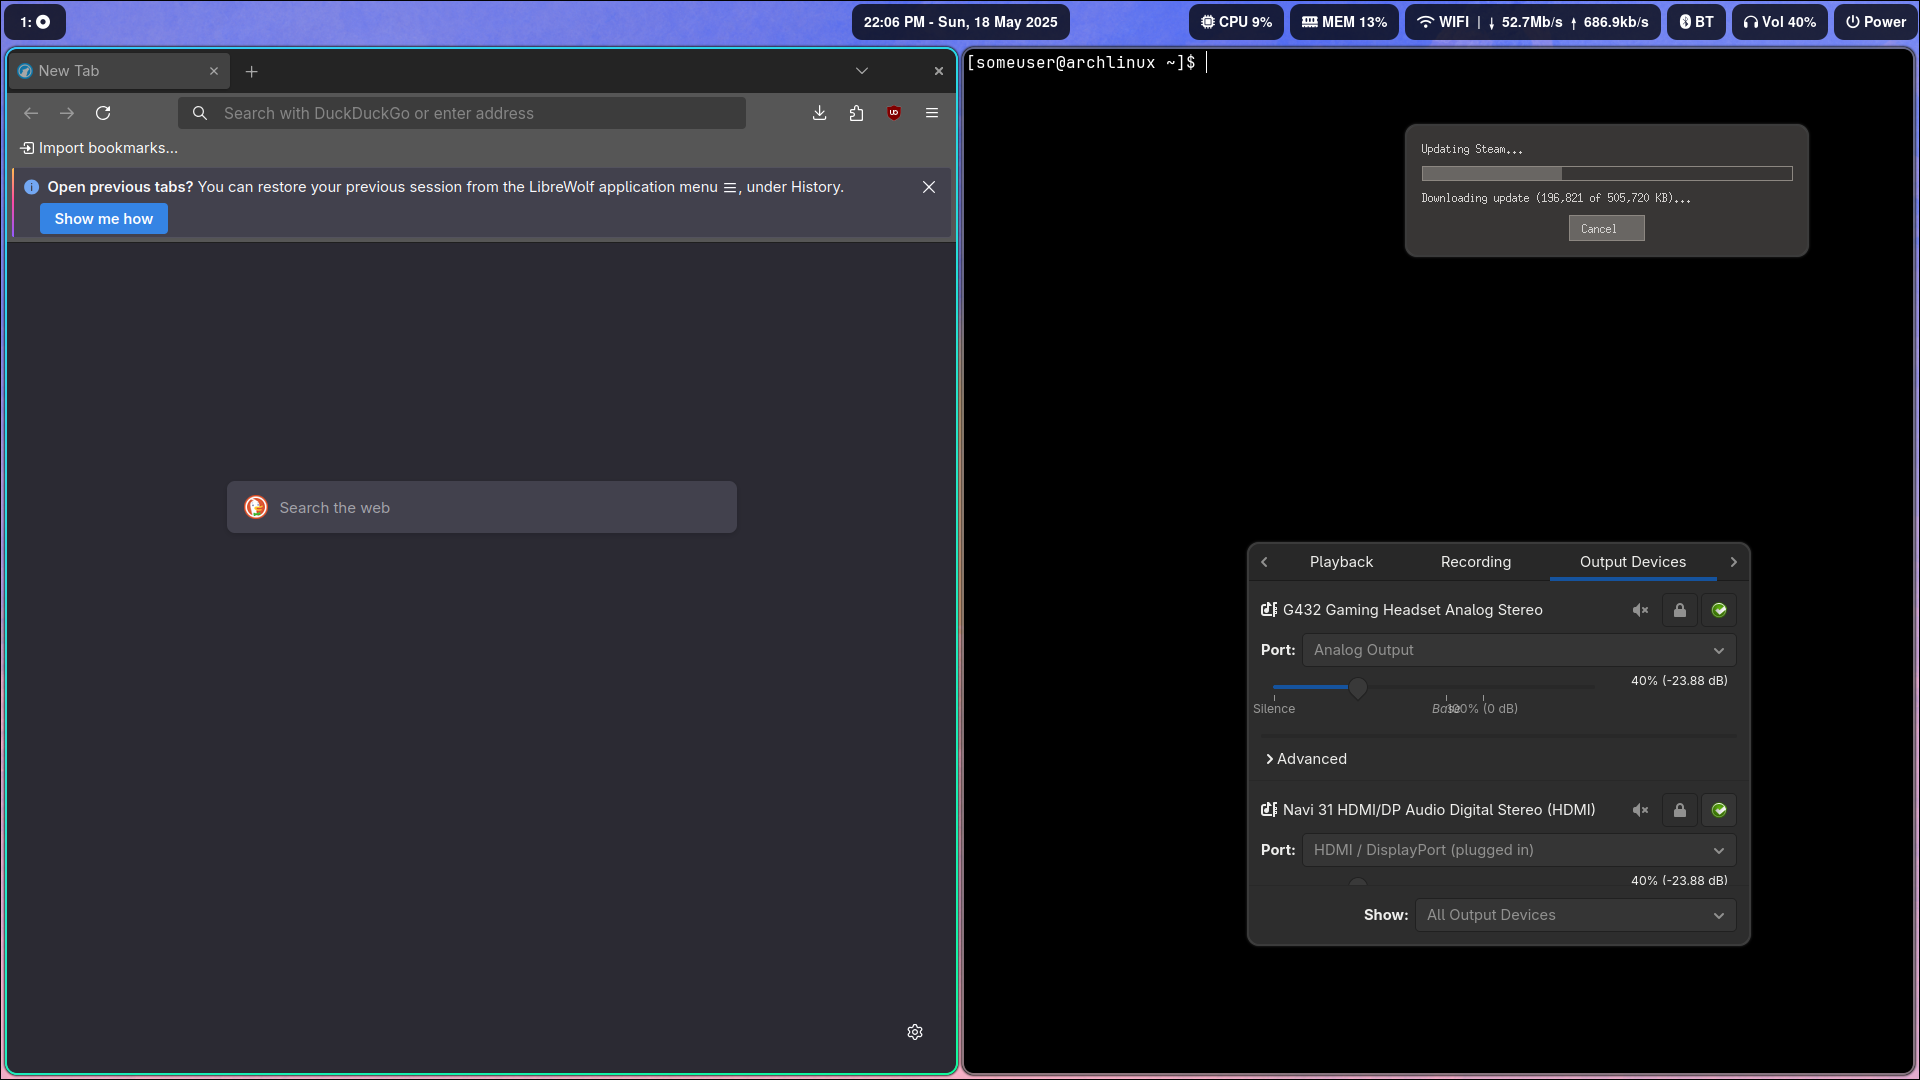 1:
22:06 PM - Sun, 18 May 2025
CPU 9%
MEM 13%
WIFI | ↓ 52.7Mb/s ↑ 686.9kb/s
BT
Vol 40%
Power
New Tab
Search with DuckDuckGo or enter address
Import bookmarks...
Open previous tabs? You can restore your previous session from the LibreWolf application menu ≡, under History.
Show me how
Search the web
[someuser@archlinux ~]$
Updating Steam...
Downloading update (196,821 of 505,720 KB)...
Cancel
Playback Recording Output Devices
G432 Gaming Headset Analog Stereo
Port: Analog Output
40% (-23.88 dB)
Silence Base 100% (0 dB)
Advanced
Navi 31 HDMI/DP Audio Digital Stereo (HDMI)
Port: HDMI / DisplayPort (plugged in)
40% (-23.88 dB)
Show: All Output Devices